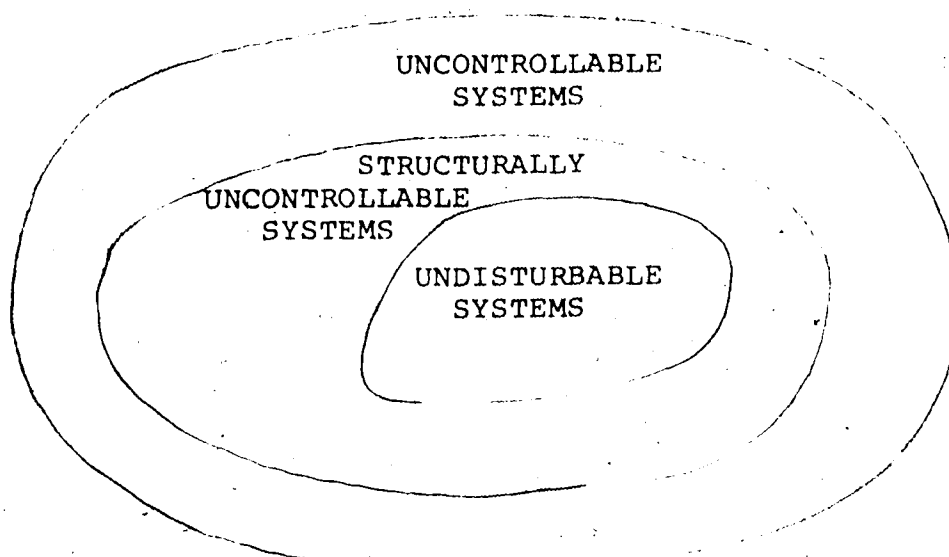 UNCONTROLLABLE
SYSTEMS
STRUCTURALLY
UNCONTROLLABLE
SYSTEMS
UNDISTURBABLE
SYSTEMS